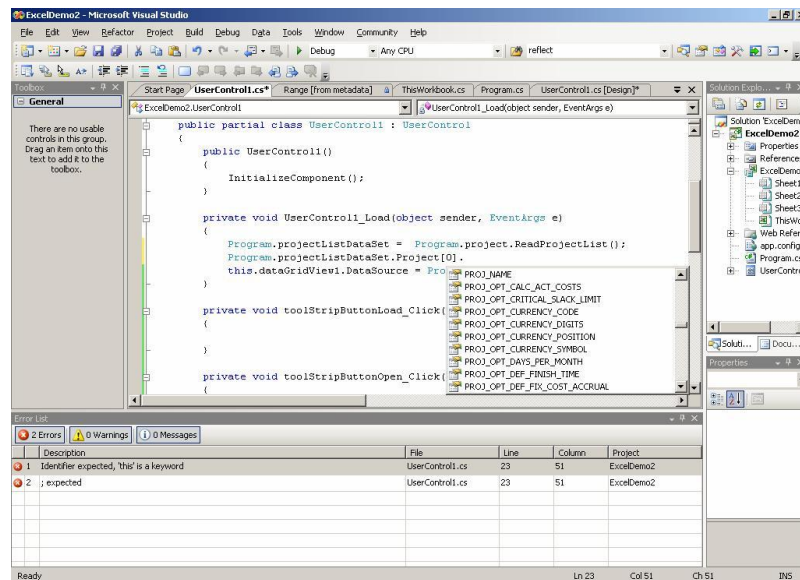 ExcelDemo2 - Microsoft Visual Studio
File Edit View Refactor Project Build Debug Data Tools Window Community Help
Debug Any CPU reflect
Toolbox
General
There are no usable
controls in this group.
Drag an item onto this
text to add it to the
toolbox.
Start Page UserControl1.cs* Range [from metadata] ThisWorkbook.cs Program.cs UserControl1.cs [Design]*
ExcelDemo2.UserControl1 UserControl1_Load(object sender, EventArgs e)
public partial class UserControl1 : UserControl
{
public UserControl1()
{
InitializeComponent();
}
private void UserControl1_Load(object sender, EventArgs e)
{
Program.projectListDataSet = Program.project.ReadProjectList();
Program.projectListDataSet.Project[0].
this.dataGridView1.DataSource = Pro
}
private void toolStripButtonLoad_Click(
{
}
private void toolStripButtonOpen_Click(
{
PROJ_NAME
PROJ_OPT_CALC_ACT_COSTS
PROJ_OPT_CRITICAL_SLACK_LIMIT
PROJ_OPT_CURRENCY_CODE
PROJ_OPT_CURRENCY_DIGITS
PROJ_OPT_CURRENCY_POSITION
PROJ_OPT_CURRENCY_SYMBOL
PROJ_OPT_DAYS_PER_MONTH
PROJ_OPT_DEF_FINISH_TIME
PROJ_OPT_DEF_FIX_COST_ACCRUAL
Solution Explo...
Solution 'ExcelDem
ExcelDemo2
Properties
Reference
ExcelDemo
Sheet1
Sheet2
Sheet3
ThisWo
Web Refer
app.config
Program.cs
UserContr
Soluti... Docu...
Properties
Error List
2 Errors 0 Warnings 0 Messages
Description File Line Column Project
1 Identifier expected, 'this' is a keyword UserControl1.cs 23 51 ExcelDemo2
2 ; expected UserControl1.cs 23 51 ExcelDemo2
Ready Ln 23 Col 51 Ch 51 INS